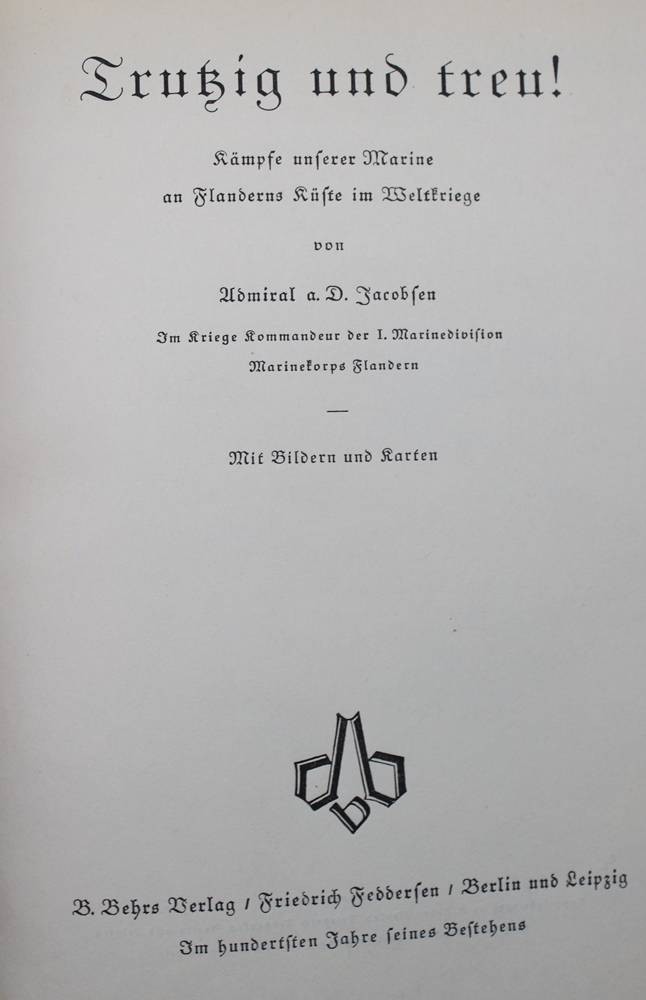 Trutzig und treu!
Kämpfe unſerer Marine
an Flanderns Küſte im Weltkriege
von
Admiral a. D. Jacobſen
Im Kriege Kommandeur der I. Marinediviſion
Marinekorps Flandern
Mit Bildern und Karten
B. Behrs Verlag / Friedrich Fedderſen / Berlin und Leipzig
Im hundertſten Jahre ſeines Beſtehens